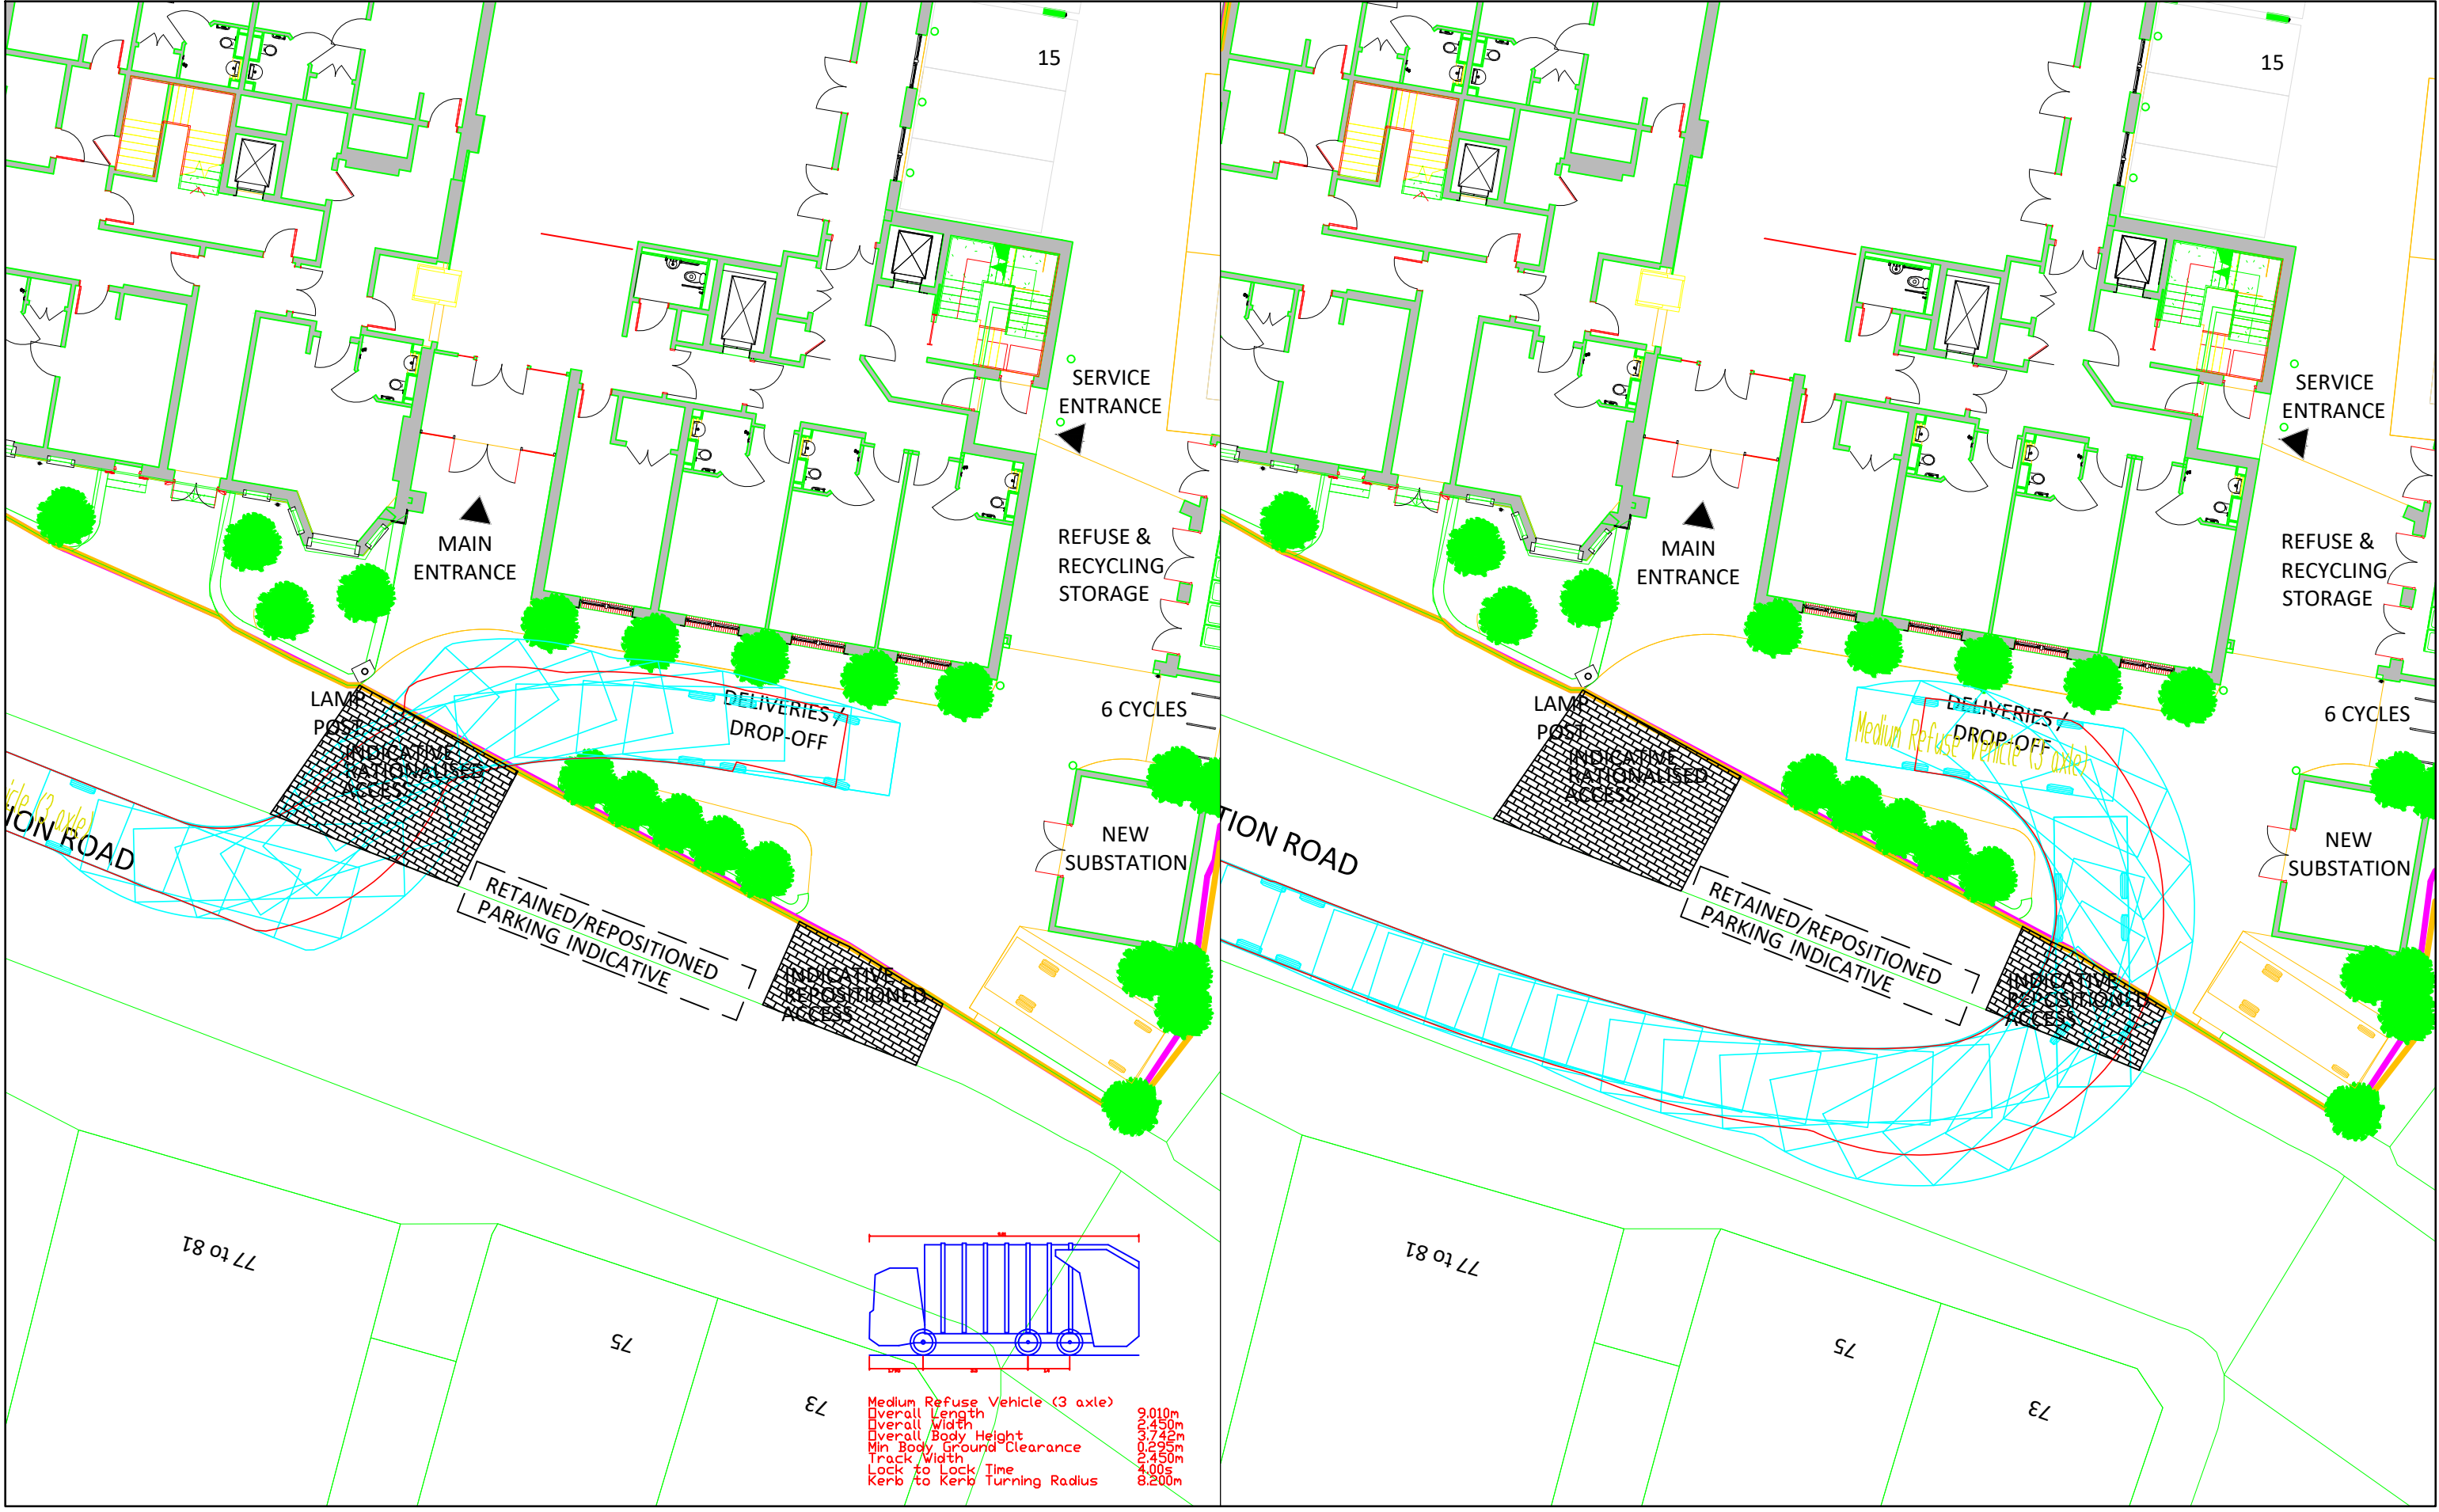 15
SERVICE
ENTRANCE
MAIN
ENTRANCE
REFUSE &
RECYCLING
STORAGE
LAMP
POST
INDICATIVE
RATIONALISED
ACCESS
DELIVERIES /
DROP-OFF
6 CYCLES
icle (3 axle)
ION ROAD
NEW
SUBSTATION
RETAINED/REPOSITIONED
PARKING INDICATIVE
INDICATIVE
REPOSITIONED
ACCESS
77 to 81
75
73
Medium Refuse Vehicle (3 axle)
Overall Length 9.010m
Overall Width 2.450m
Overall Body Height 3.742m
Min Body Ground Clearance 0.295m
Track Width 2.450m
Lock to Lock Time 4.00s
Kerb to Kerb Turning Radius 8.200m
15
SERVICE
ENTRANCE
MAIN
ENTRANCE
REFUSE &
RECYCLING
STORAGE
LAMP
POST
INDICATIVE
RATIONALISED
ACCESS
DELIVERIES /
DROP-OFF
Medium Refuse Vehicle (3 axle)
6 CYCLES
TION ROAD
NEW
SUBSTATION
RETAINED/REPOSITIONED
PARKING INDICATIVE
INDICATIVE
REPOSITIONED
ACCESS
77 to 81
75
73